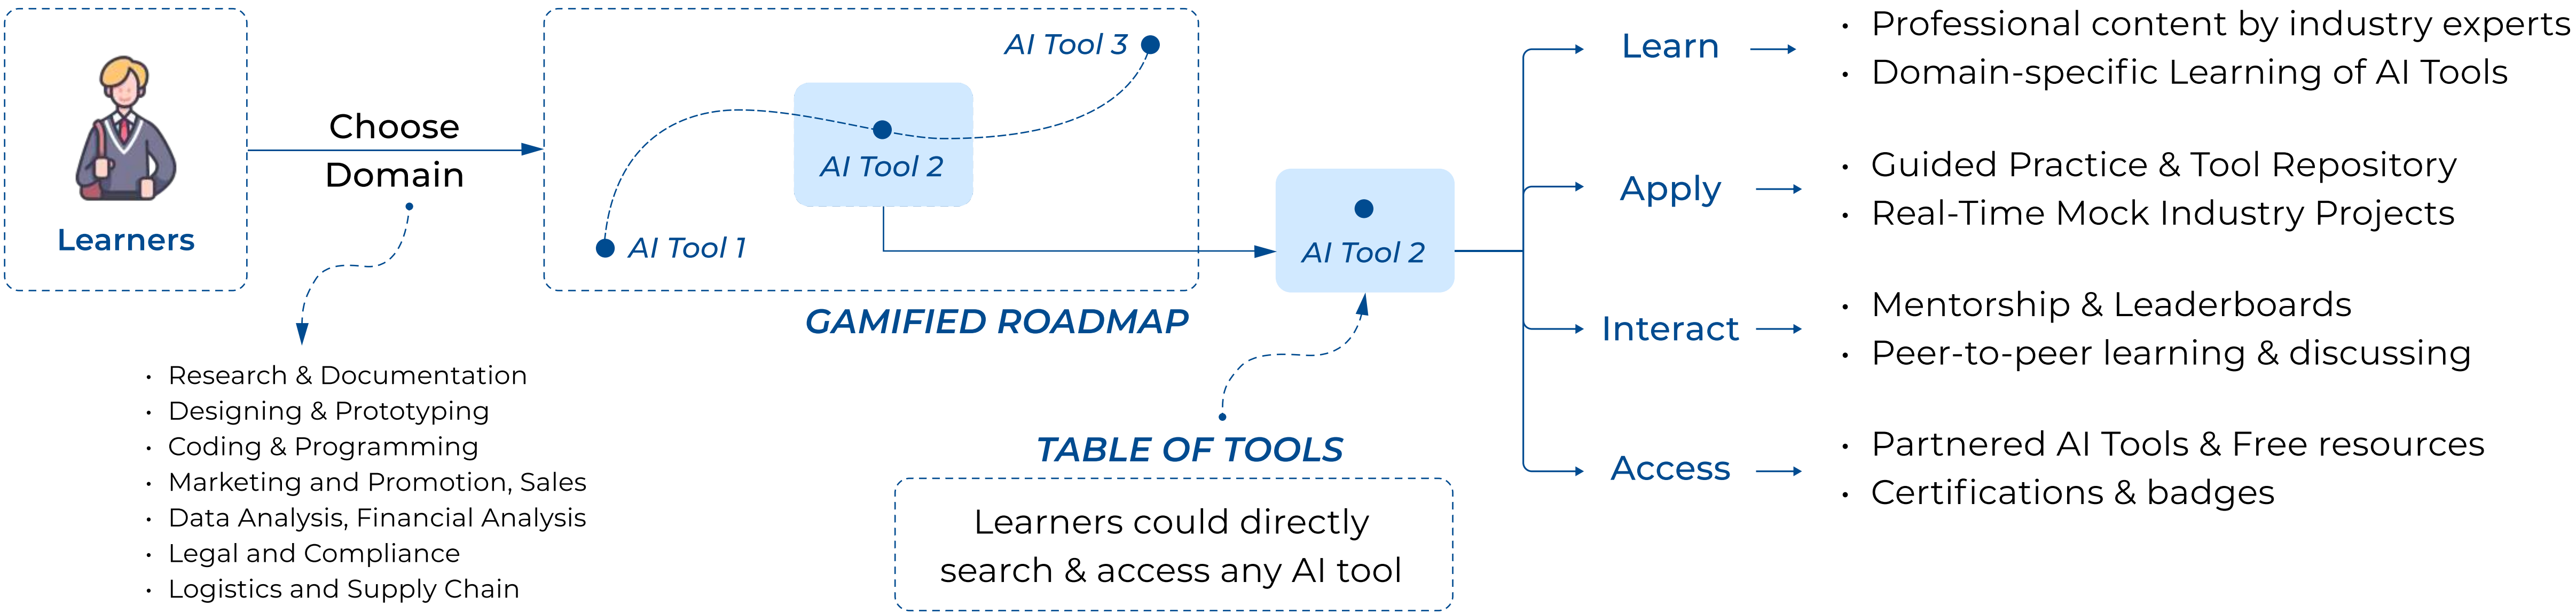 Learners
Choose
Domain
• Research & Documentation
• Designing & Prototyping
• Coding & Programming
• Marketing and Promotion, Sales
• Data Analysis, Financial Analysis
• Legal and Compliance
• Logistics and Supply Chain
AI Tool 3
AI Tool 2
AI Tool 1
GAMIFIED ROADMAP
AI Tool 2
TABLE OF TOOLS
Learners could directly
search & access any AI tool
Learn
• Professional content by industry experts
• Domain-specific Learning of AI Tools
Apply
• Guided Practice & Tool Repository
• Real-Time Mock Industry Projects
Interact
• Mentorship & Leaderboards
• Peer-to-peer learning & discussing
Access
• Partnered AI Tools & Free resources
• Certifications & badges